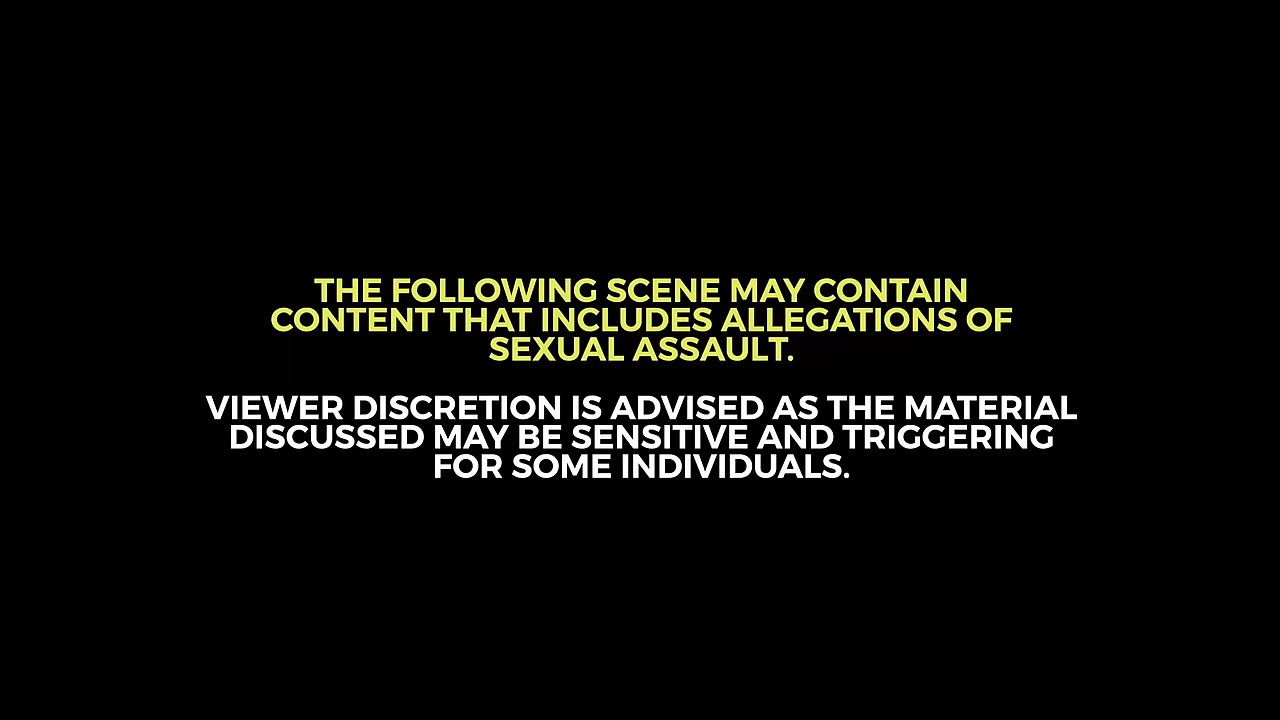 THE FOLLOWING SCENE MAY CONTAIN
CONTENT THAT INCLUDES ALLEGATIONS OF
SEXUAL ASSAULT.
VIEWER DISCRETION IS ADVISED AS THE MATERIAL
DISCUSSED MAY BE SENSITIVE AND TRIGGERING
FOR SOME INDIVIDUALS.